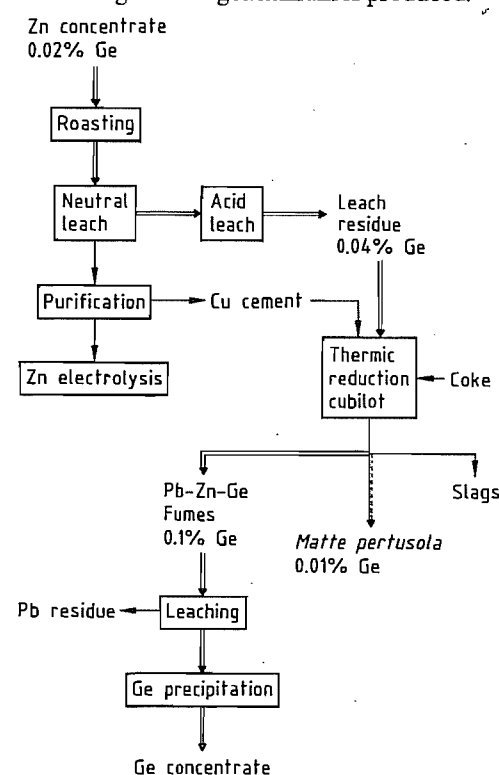 germanium produced.
Zn concentrate
0.02% Ge
Roasting
Neutral
leach
Acid
leach
Leach
residue
0.04% Ge
Purification
Cu cement
Zn electrolysis
Thermic
reduction
cubilot
Coke
Pb-Zn-Ge
Fumes
0.1% Ge
Slags
Matte pertusola
0.01% Ge
Pb residue
Leaching
Ge precipitation
Ge concentrate